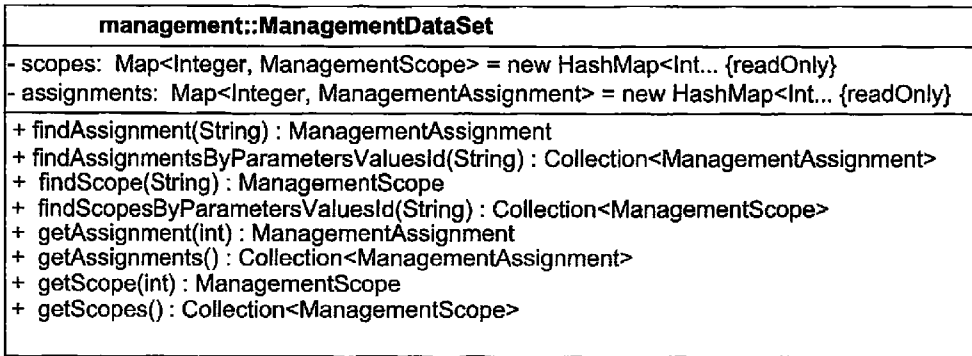 management::ManagementDataSet
- scopes: Map<Integer, ManagementScope> = new HashMap<Int... {readOnly}
- assignments: Map<Integer, ManagementAssignment> = new HashMap<Int... {readOnly}
+ findAssignment(String) : ManagementAssignment
+ findAssignmentsByParametersValuesId(String) : Collection<ManagementAssignment>
+ findScope(String) : ManagementScope
+ findScopesByParametersValuesId(String) : Collection<ManagementScope>
+ getAssignment(int) : ManagementAssignment
+ getAssignments() : Collection<ManagementAssignment>
+ getScope(int) : ManagementScope
+ getScopes() : Collection<ManagementScope>